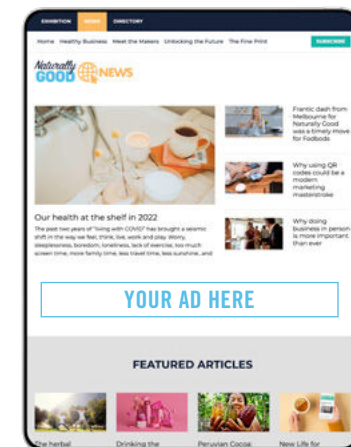 EXHIBITION NEWS DIRECTORY
Home Healthy Business Meet the Makers Unlocking the Future The Fine Print SUBSCRIBE
Naturally
GOOD NEWS
Frantic dash from
Melbourne for
Naturally Good
was a timely move
for Fodbods
Why using QR
codes could be a
modern
marketing
masterstroke
Why doing
business in person
is more important
than ever
Our health at the shelf in 2022
The past two years of "living with COVID" has brought a seismic
shift in the way we feel, think, live, work and play. Worry,
sleeplessness, boredom, loneliness, lack of exercise, too much
screen time, more family time, less travel time, less sunshine, and
YOUR AD HERE
FEATURED ARTICLES
The herbal
Drinking the
Peruvian Cocoa:
New Life for